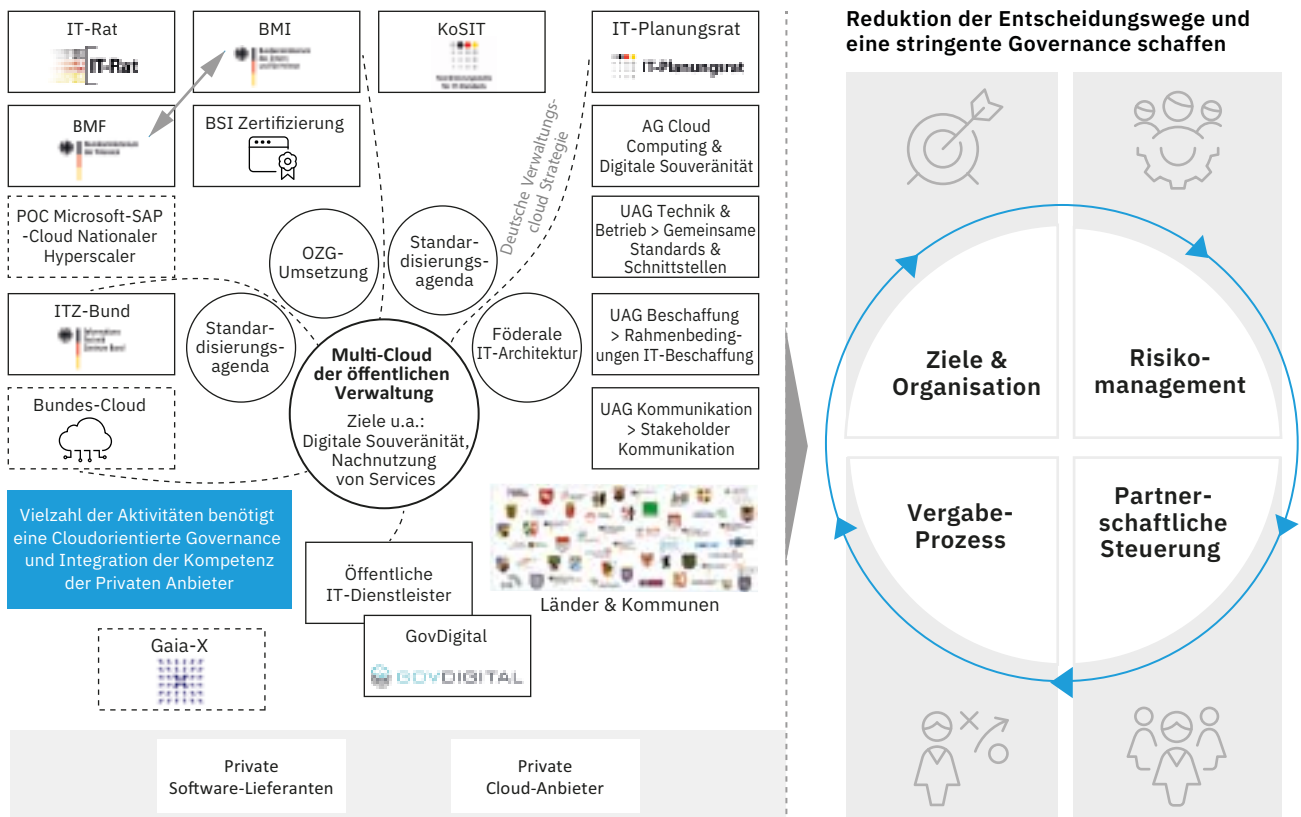 IT-Rat
IT-Rat
BMI
KoSIT
IT-Planungsrat
IT-Planungsrat
BMF
BSI Zertifizierung
AG Cloud
Computing &
Digitale Souveränität
Deutsche Verwaltungs-
cloud Strategie
POC Microsoft-SAP
-Cloud Nationaler
Hyperscaler
OZG-
Umsetzung
Standar-
disierungs-
agenda
UAG Technik &
Betrieb > Gemeinsame
Standards &
Schnittstellen
ITZ-Bund
Standar-
disierungs-
agenda
Föderale
IT-Architektur
UAG Beschaffung
> Rahmenbeding-
ungen IT-Beschaffung
Multi-Cloud
der öffentlichen
Verwaltung
Ziele u.a.:
Digitale Souveränität,
Nachnutzung
von Services
Bundes-Cloud
UAG Kommunikation
> Stakeholder
Kommunikation
Vielzahl der Aktivitäten benötigt
eine Cloudorientierte Governance
und Integration der Kompetenz
der Privaten Anbieter
Öffentliche
IT-Dienstleister
Länder & Kommunen
GovDigital
GOVDIGITAL
Gaia-X
Private
Software-Lieferanten
Private
Cloud-Anbieter
Reduktion der Entscheidungswege und
eine stringente Governance schaffen
Ziele &
Organisation
Risiko-
management
Vergabe-
Prozess
Partner-
schaftliche
Steuerung